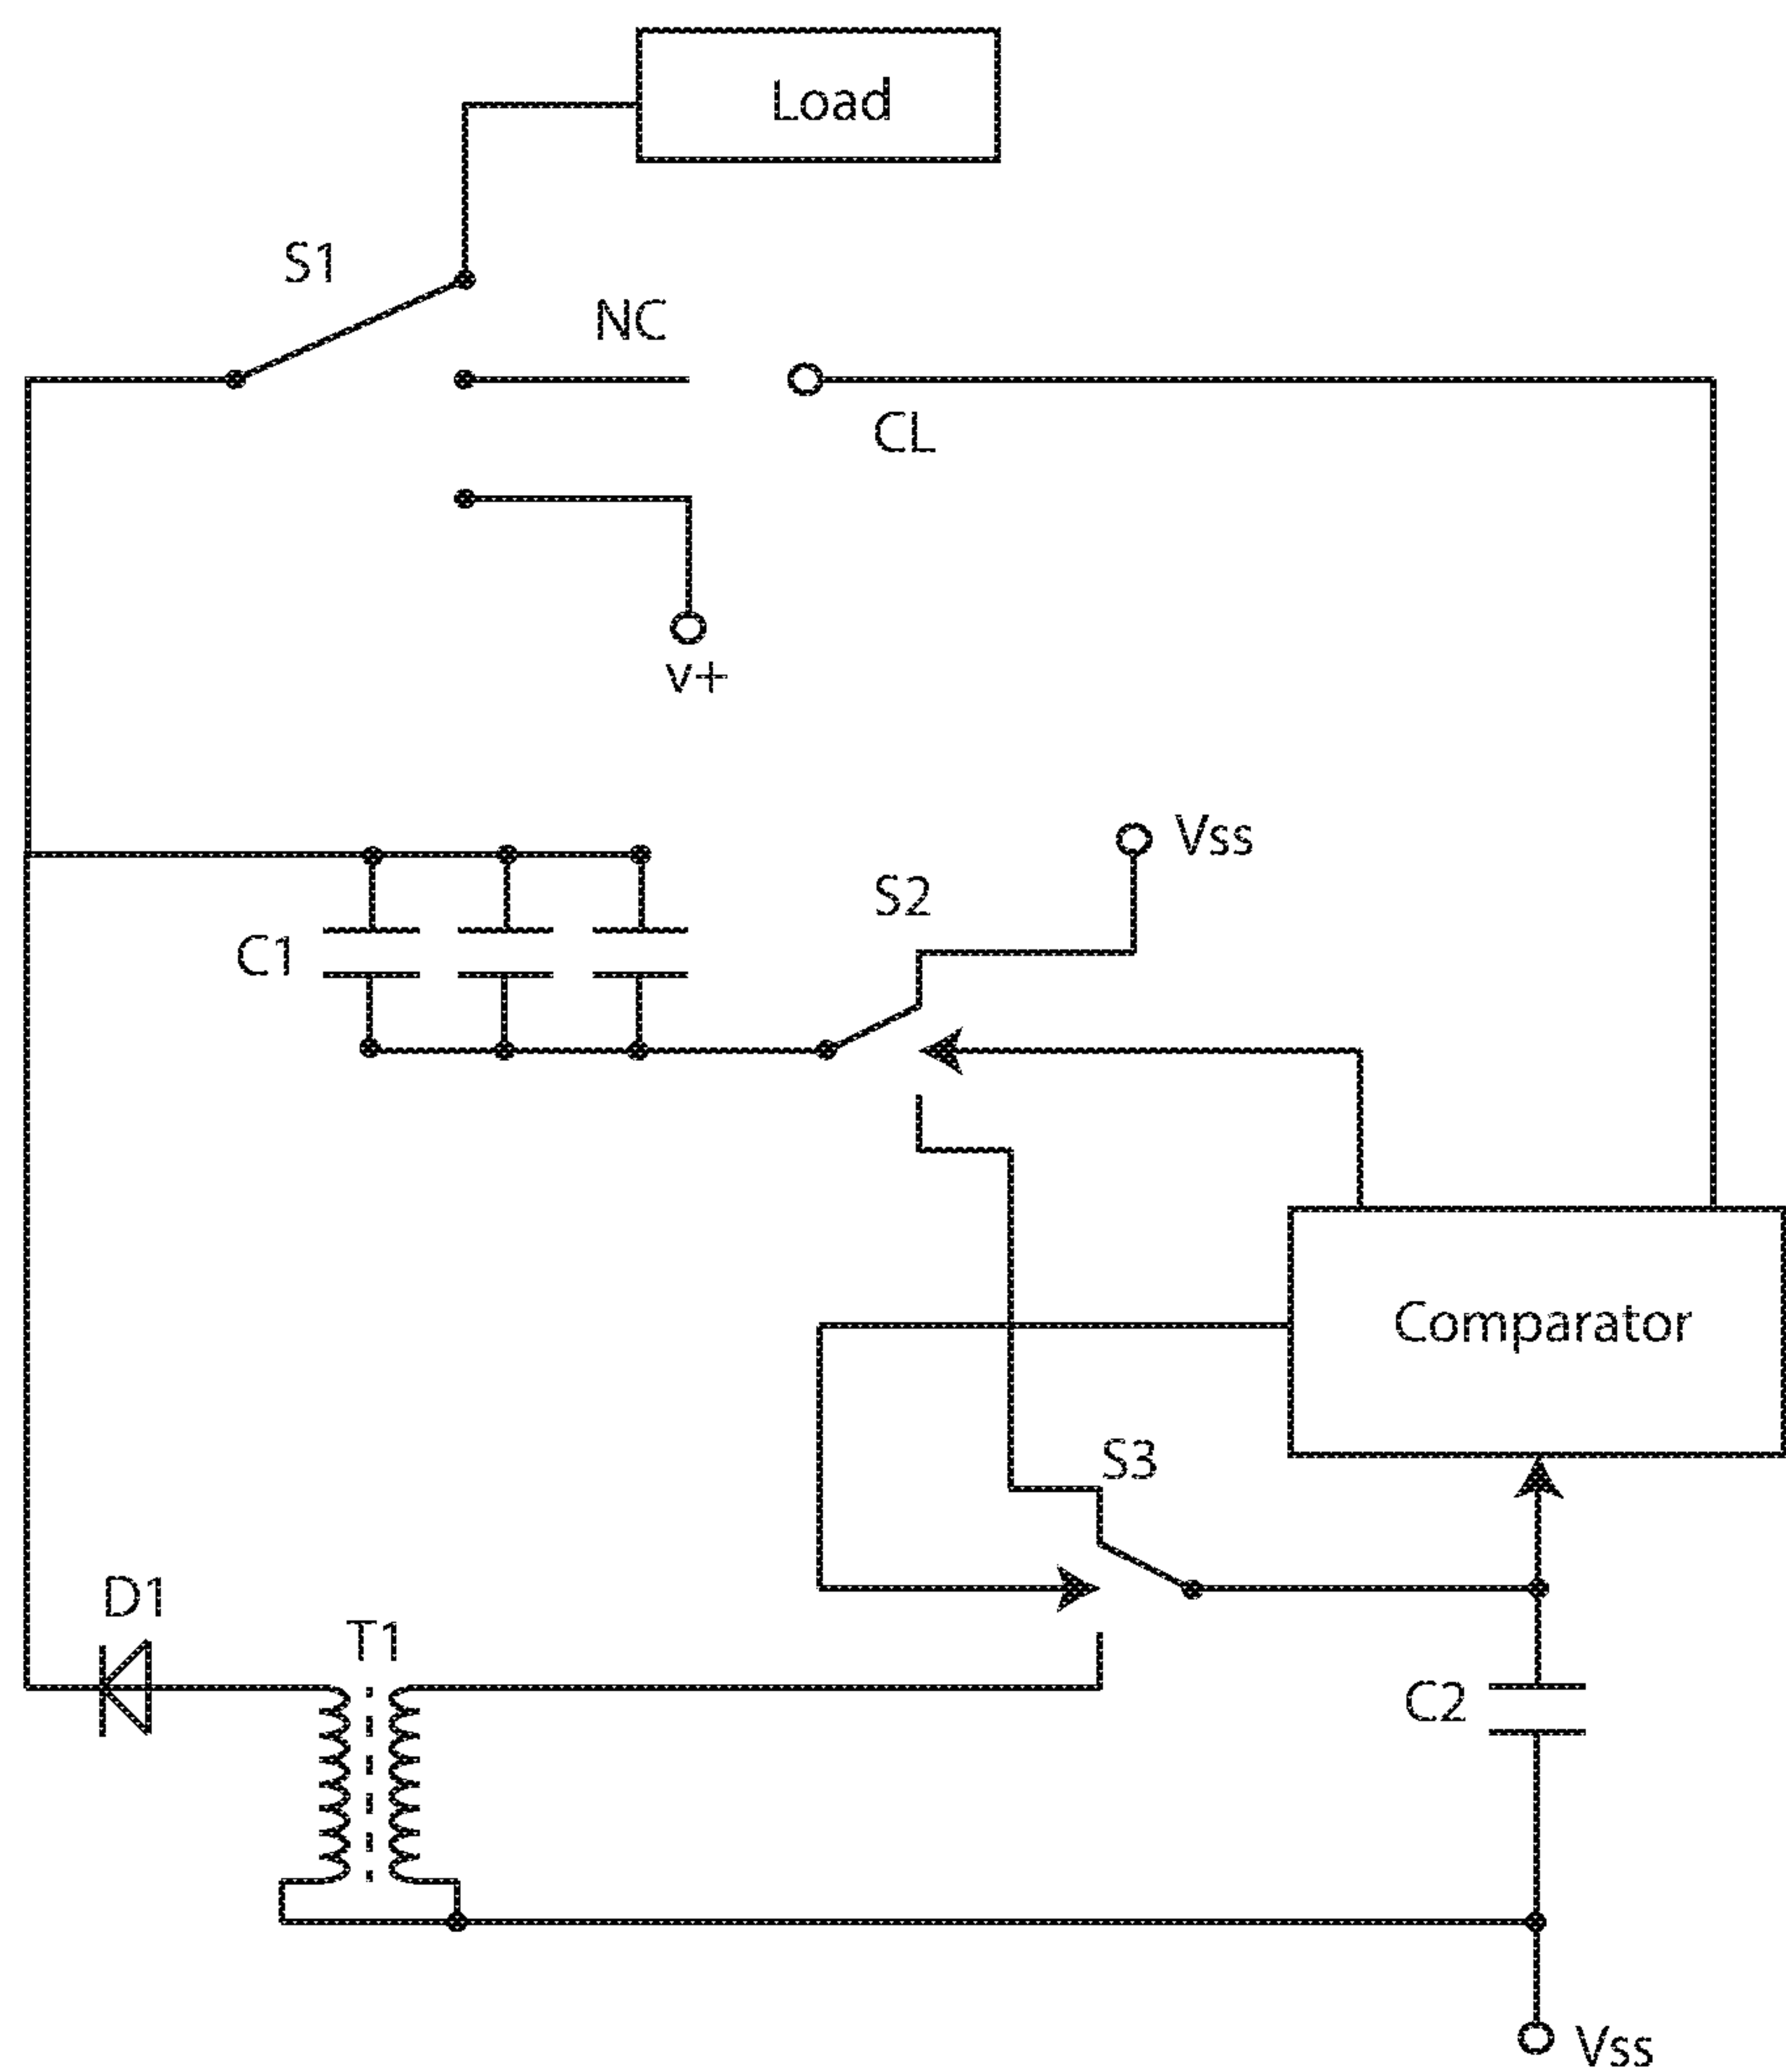 Load
S1
NC
CL
v+
Vss
S2
C1
Comparator
S3
D1
T1
C2
Vss